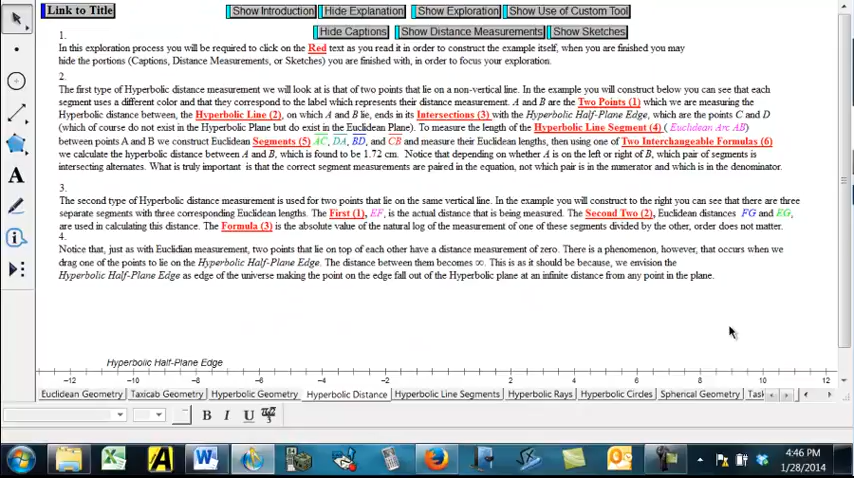 Link to Title
Show Introduction
Hide Explanation
Show Exploration
Show Use of Custom Tool
Hide Captions
Show Distance Measurements
Show Sketches
1.
In this exploration process you will be required to click on the Red text as you read it in order to construct the example itself, when you are finished you may
hide the portions (Captions, Distance Measurements, or Sketches) you are finished with, in order to focus your exploration.
2.
The first type of Hyperbolic distance measurement we will look at is that of two points that lie on a non-vertical line. In the example you will construct below you can see that each
segment uses a different color and that they correspond to the label which represents their distance measurement. A and B are the Two Points (1) which we are measuring the
Hyperbolic distance between, the Hyperbolic Line (2), on which A and B lie, ends in its Intersections (3) with the Hyperbolic Half-Plane Edge, which are the points C and D
(which of course do not exist in the Hyperbolic Plane but do exist in the Euclidean Plane). To measure the length of the Hyperbolic Line Segment (4) ( Euclidean Arc AB)
between points A and B we construct Euclidean Segments (5) AC, DA, BD, and CB and measure their Euclidean lengths, then using one of Two Interchangeable Formulas (6)
we calculate the hyperbolic distance between A and B, which is found to be 1.72 cm. Notice that depending on whether A is on the left or right of B, which pair of segments is
intersecting alternates. What is truly important is that the correct segment measurements are paired in the equation, not which pair is in the numerator and which is in the denominator.
3.
The second type of Hyperbolic distance measurement is used for two points that lie on the same vertical line. In the example you will construct to the right you can see that there are three
separate segments with three corresponding Euclidean lengths. The First (1), EF, is the actual distance that is being measured. The Second Two (2), Euclidean distances FG and EG,
are used in calculating this distance. The Formula (3) is the absolute value of the natural log of the measurement of one of these segments divided by the other, order does not matter.
4.
Notice that, just as with Euclidian measurement, two points that lie on top of each other have a distance measurement of zero. There is a phenomenon, however, that occurs when we
drag one of the points to lie on the Hyperbolic Half-Plane Edge. The distance between them becomes ∞. This is as it should be because, we envision the
Hyperbolic Half-Plane Edge as edge of the universe making the point on the edge fall out of the Hyperbolic plane at an infinite distance from any point in the plane.
Hyperbolic Half-Plane Edge
-12 -10 -8 -6 -4 -2 2 4 6 8 10 12
Euclidean Geometry Taxicab Geometry Hyperbolic Geometry Hyperbolic Distance Hyperbolic Line Segments Hyperbolic Rays Hyperbolic Circles Spherical Geometry Task
B I U
4:46 PM
1/28/2014